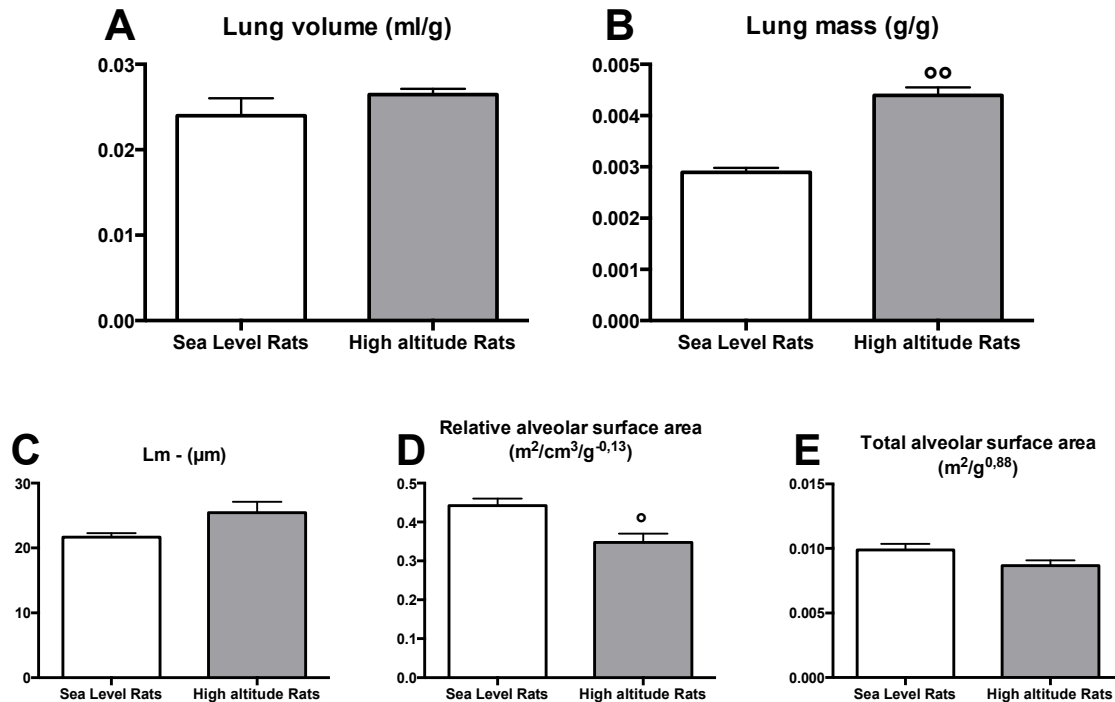 A
Lung volume (ml/g)
0.03
0.02
0.01
0.00
Sea Level Rats
High altitude Rats
B
Lung mass (g/g)
0.005
0.004
0.003
0.002
0.001
0.000
°°
Sea Level Rats
High altitude Rats
C
Lm - (µm)
30
20
10
0
Sea Level Rats
High altitude Rats
D
Relative alveolar surface area
(m²/cm³/g⁻⁰,¹³)
0.5
0.4
0.3
0.2
0.1
0.0
°
Sea Level Rats
High altitude Rats
E
Total alveolar surface area
(m²/g⁰,⁸⁸)
0.015
0.010
0.005
0.000
Sea Level Rats
High altitude Rats